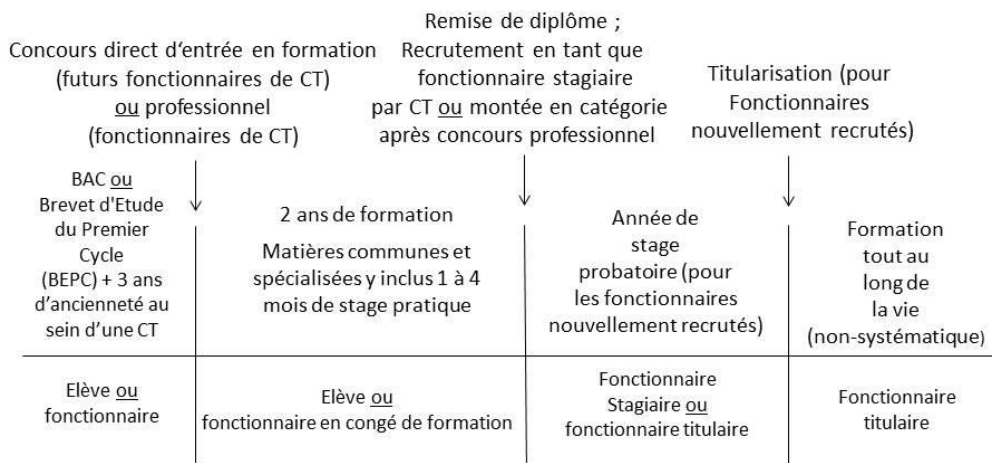 Concours direct d‘entrée en formation
(futurs fonctionnaires de CT)
ou professionnel
(fonctionnaires de CT)
Remise de diplôme ;
Recrutement en tant que
fonctionnaire stagiaire
par CT ou montée en catégorie
après concours professionnel
Titularisation (pour
Fonctionnaires
nouvellement recrutés)
BAC ou
Brevet d'Etude
du Premier
Cycle
(BEPC) + 3 ans
d’ancienneté au
sein d’une CT
2 ans de formation
Matières communes et
spécialisées y inclus 1 à 4
mois de stage pratique
Année de
stage
probatoire (pour
les fonctionnaires
nouvellement recrutés)
Formation
tout au
long de
la vie
(non-systématique)
Elève ou
fonctionnaire
Elève ou
fonctionnaire en congé de formation
Fonctionnaire
Stagiaire ou
fonctionnaire titulaire
Fonctionnaire
titulaire